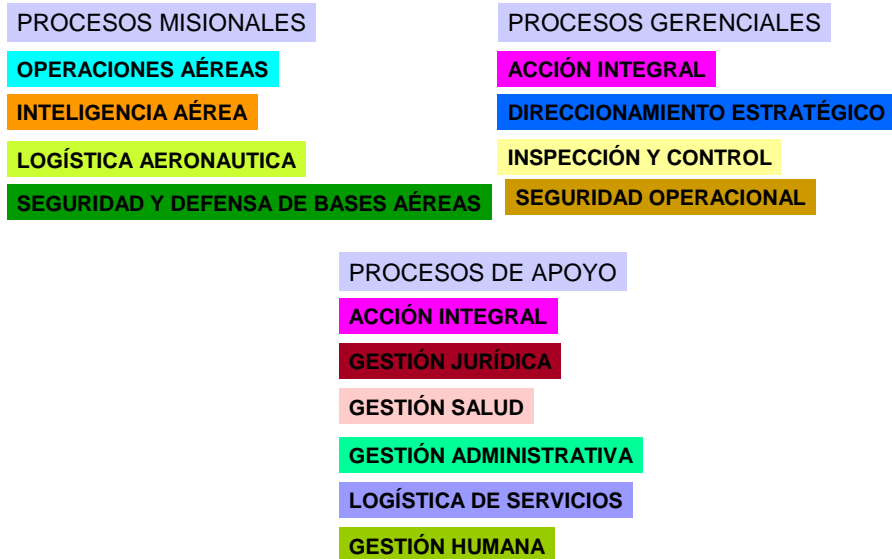 PROCESOS MISIONALES
OPERACIONES AÉREAS
INTELIGENCIA AÉREA
LOGÍSTICA AERONAUTICA
SEGURIDAD Y DEFENSA DE BASES AÉREAS
PROCESOS GERENCIALES
ACCIÓN INTEGRAL
DIRECCIONAMIENTO ESTRATÉGICO
INSPECCIÓN Y CONTROL
SEGURIDAD OPERACIONAL
PROCESOS DE APOYO
ACCIÓN INTEGRAL
GESTIÓN JURÍDICA
GESTIÓN SALUD
GESTIÓN ADMINISTRATIVA
LOGÍSTICA DE SERVICIOS
GESTIÓN HUMANA